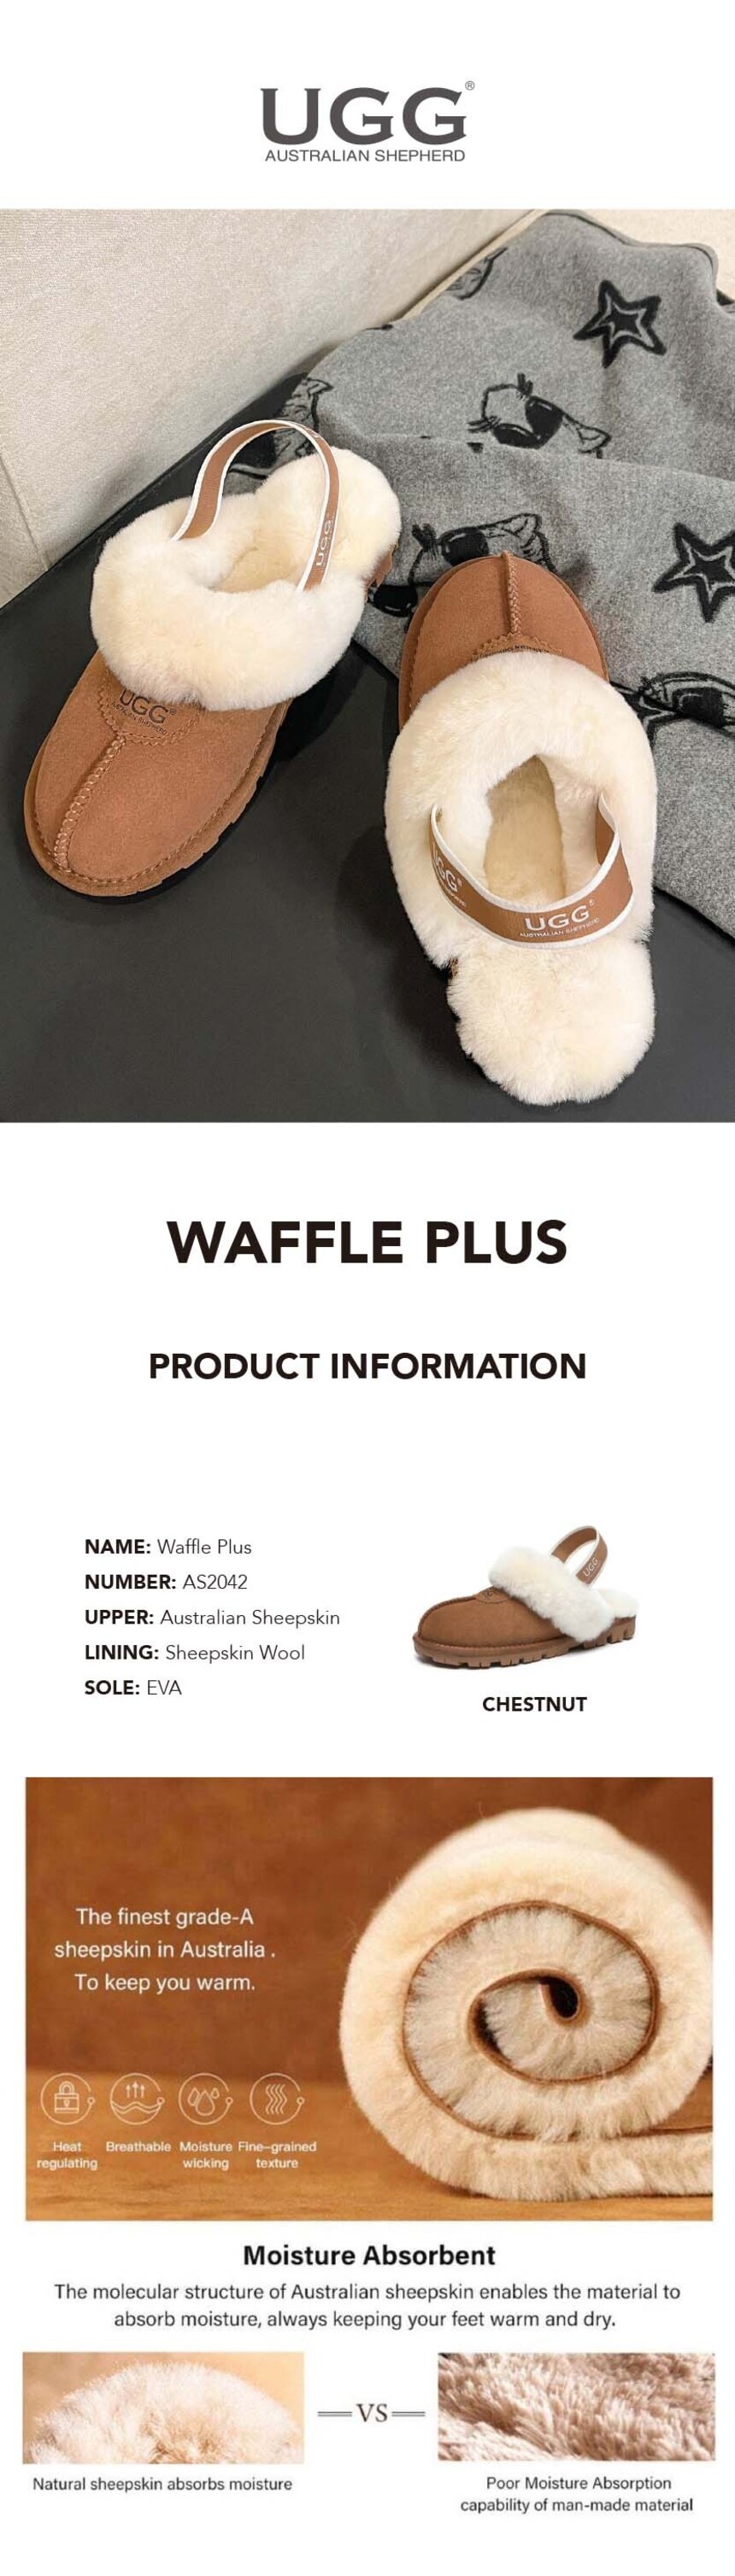 UGG®
AUSTRALIAN SHEPHERD
UGG
UGG®
AUSTRALIAN SHEPHERD
UGG®
UGG®
AUSTRALIAN SHEPHERD
WAFFLE PLUS
PRODUCT INFORMATION
NAME: Waffle Plus
NUMBER: AS2042
UPPER: Australian Sheepskin
LINING: Sheepskin Wool
SOLE: EVA
UGG
CHESTNUT
The finest grade-A
sheepskin in Australia .
To keep you warm.
Heat Breathable Moisture Fine-grained
regulating wicking texture
Moisture Absorbent
The molecular structure of Australian sheepskin enables the material to
absorb moisture, always keeping your feet warm and dry.
VS
Natural sheepskin absorbs moisture
Poor Moisture Absorption
capability of man-made material